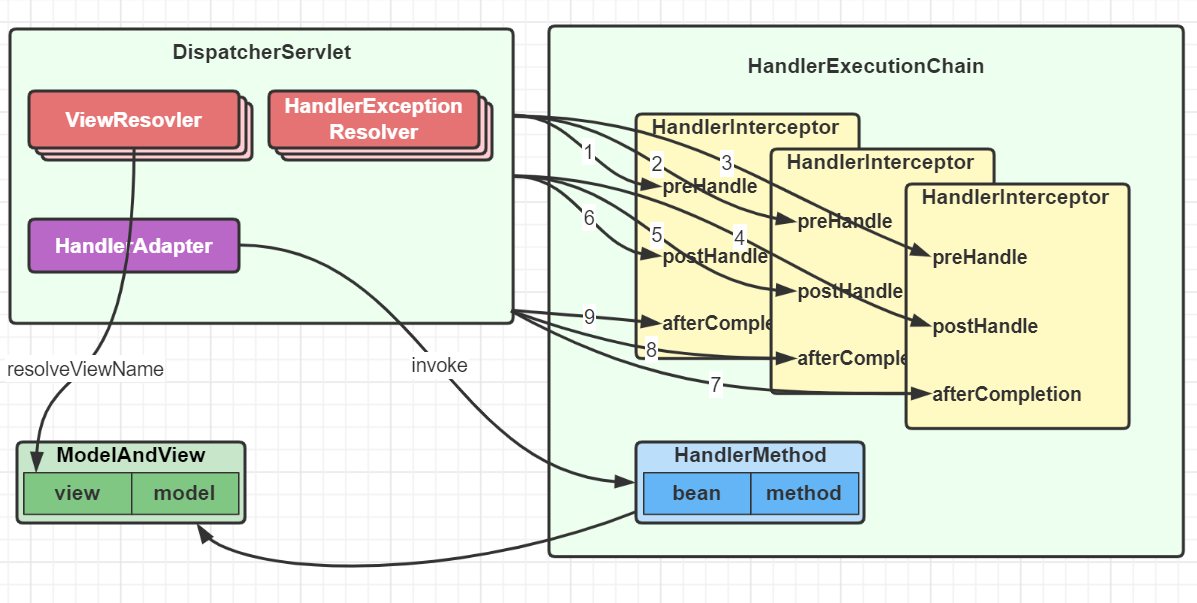 DispatcherServlet
ViewResovler
HandlerException
Resolver
HandlerAdapter
resolveViewName
invoke
ModelAndView
view
model
HandlerExecutionChain
HandlerInterceptor
preHandle
postHandle
afterComple
HandlerInterceptor
preHandle
postHandle
afterComple
HandlerInterceptor
preHandle
postHandle
afterCompletion
1
2
3
6
5
4
9
8
7
HandlerMethod
bean
method